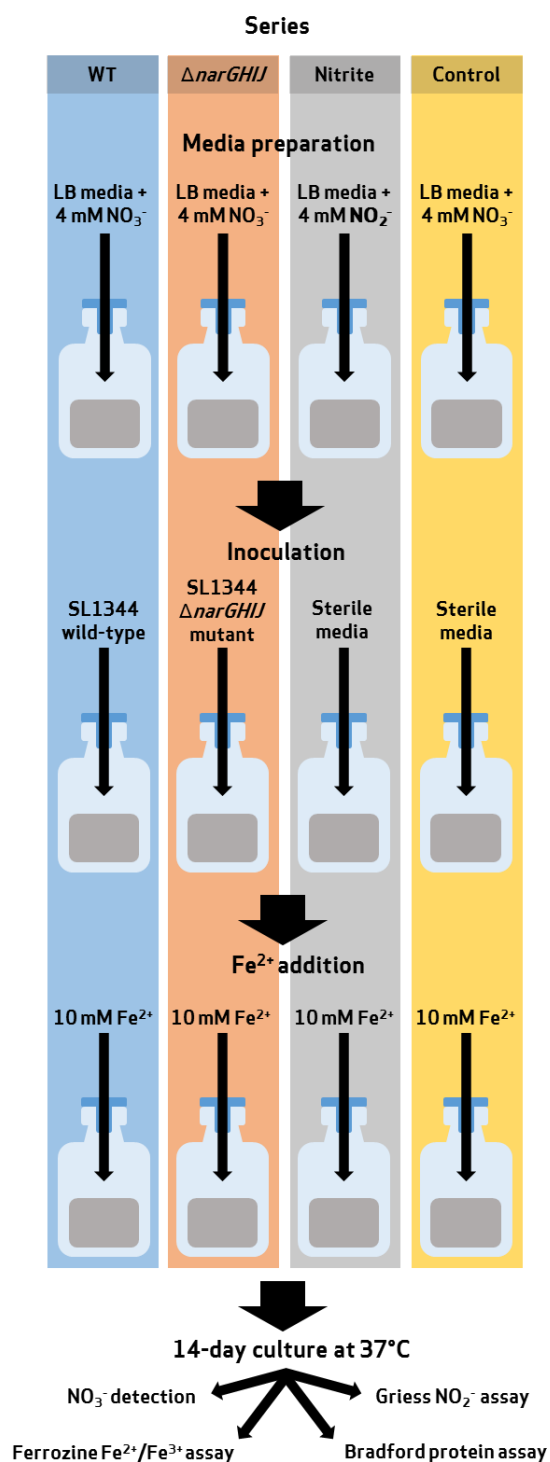 Series
WT ΔnarGHIJ Nitrite Control
Media preparation
LB media + LB media + LB media + LB media +
4 mM NO₃⁻ 4 mM NO₃⁻ 4 mM NO₂⁻ 4 mM NO₃⁻
Inoculation
SL1344
wild-type
SL1344
ΔnarGHIJ
mutant
Sterile
media
Sterile
media
Fe²⁺ addition
10 mM Fe²⁺ 10 mM Fe²⁺ 10 mM Fe²⁺ 10 mM Fe²⁺
14-day culture at 37°C
NO₃⁻ detection Griess NO₂⁻ assay
Ferrozine Fe²⁺/Fe³⁺ assay Bradford protein assay